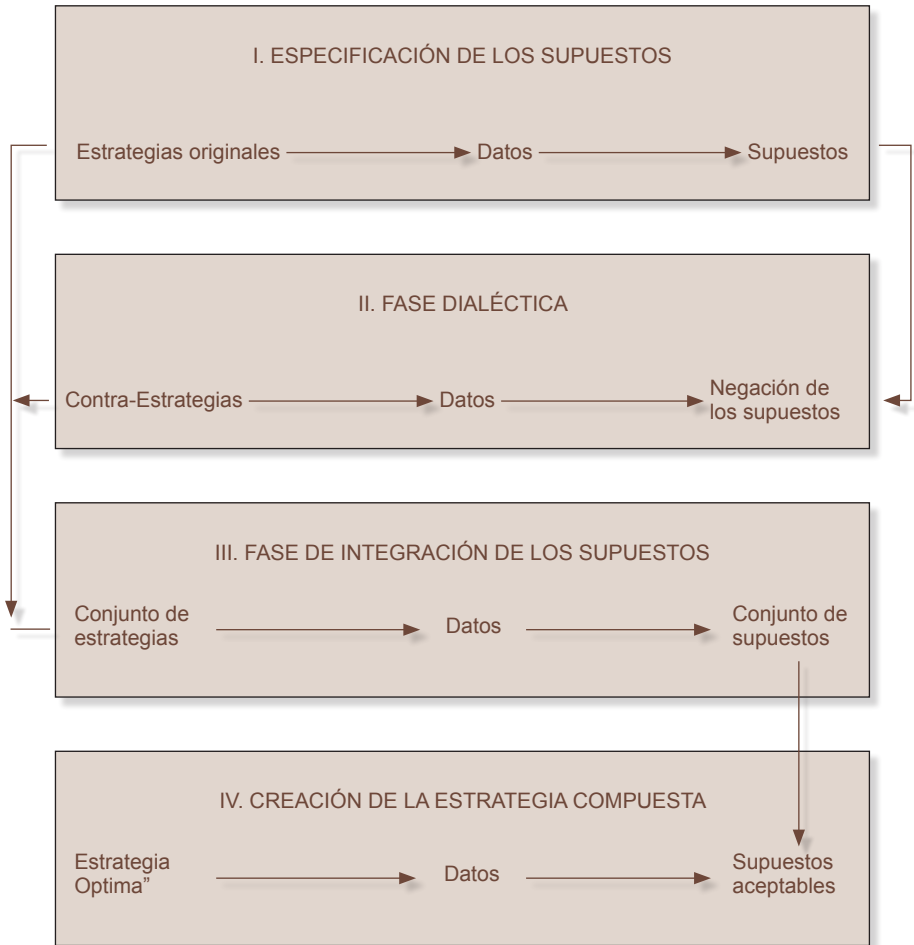 I. ESPECIFICACIÓN DE LOS SUPUESTOS
Estrategias originales Datos Supuestos
II. FASE DIALÉCTICA
Contra-Estrategias Datos Negación de
los supuestos
III. FASE DE INTEGRACIÓN DE LOS SUPUESTOS
Conjunto de
estrategias
Datos
Conjunto de
supuestos
IV. CREACIÓN DE LA ESTRATEGIA COMPUESTA
Estrategia
Optima”
Datos
Supuestos
aceptables